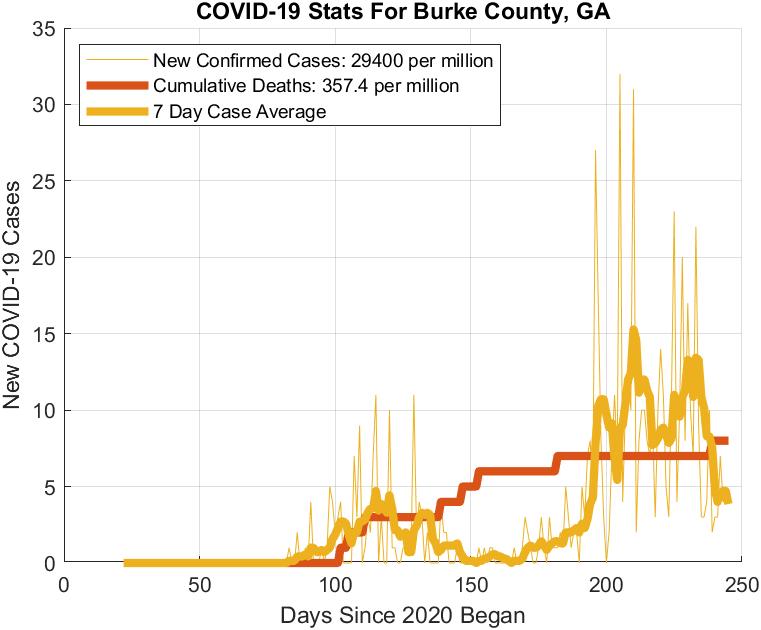 COVID-19 Stats For Burke County, GA
35
New Confirmed Cases: 29400 per million
Cumulative Deaths: 357.4 per million
7 Day Case Average
30
25
20
15
10
5
0
New COVID-19 Cases
0 50 100 150 200 250
Days Since 2020 Began